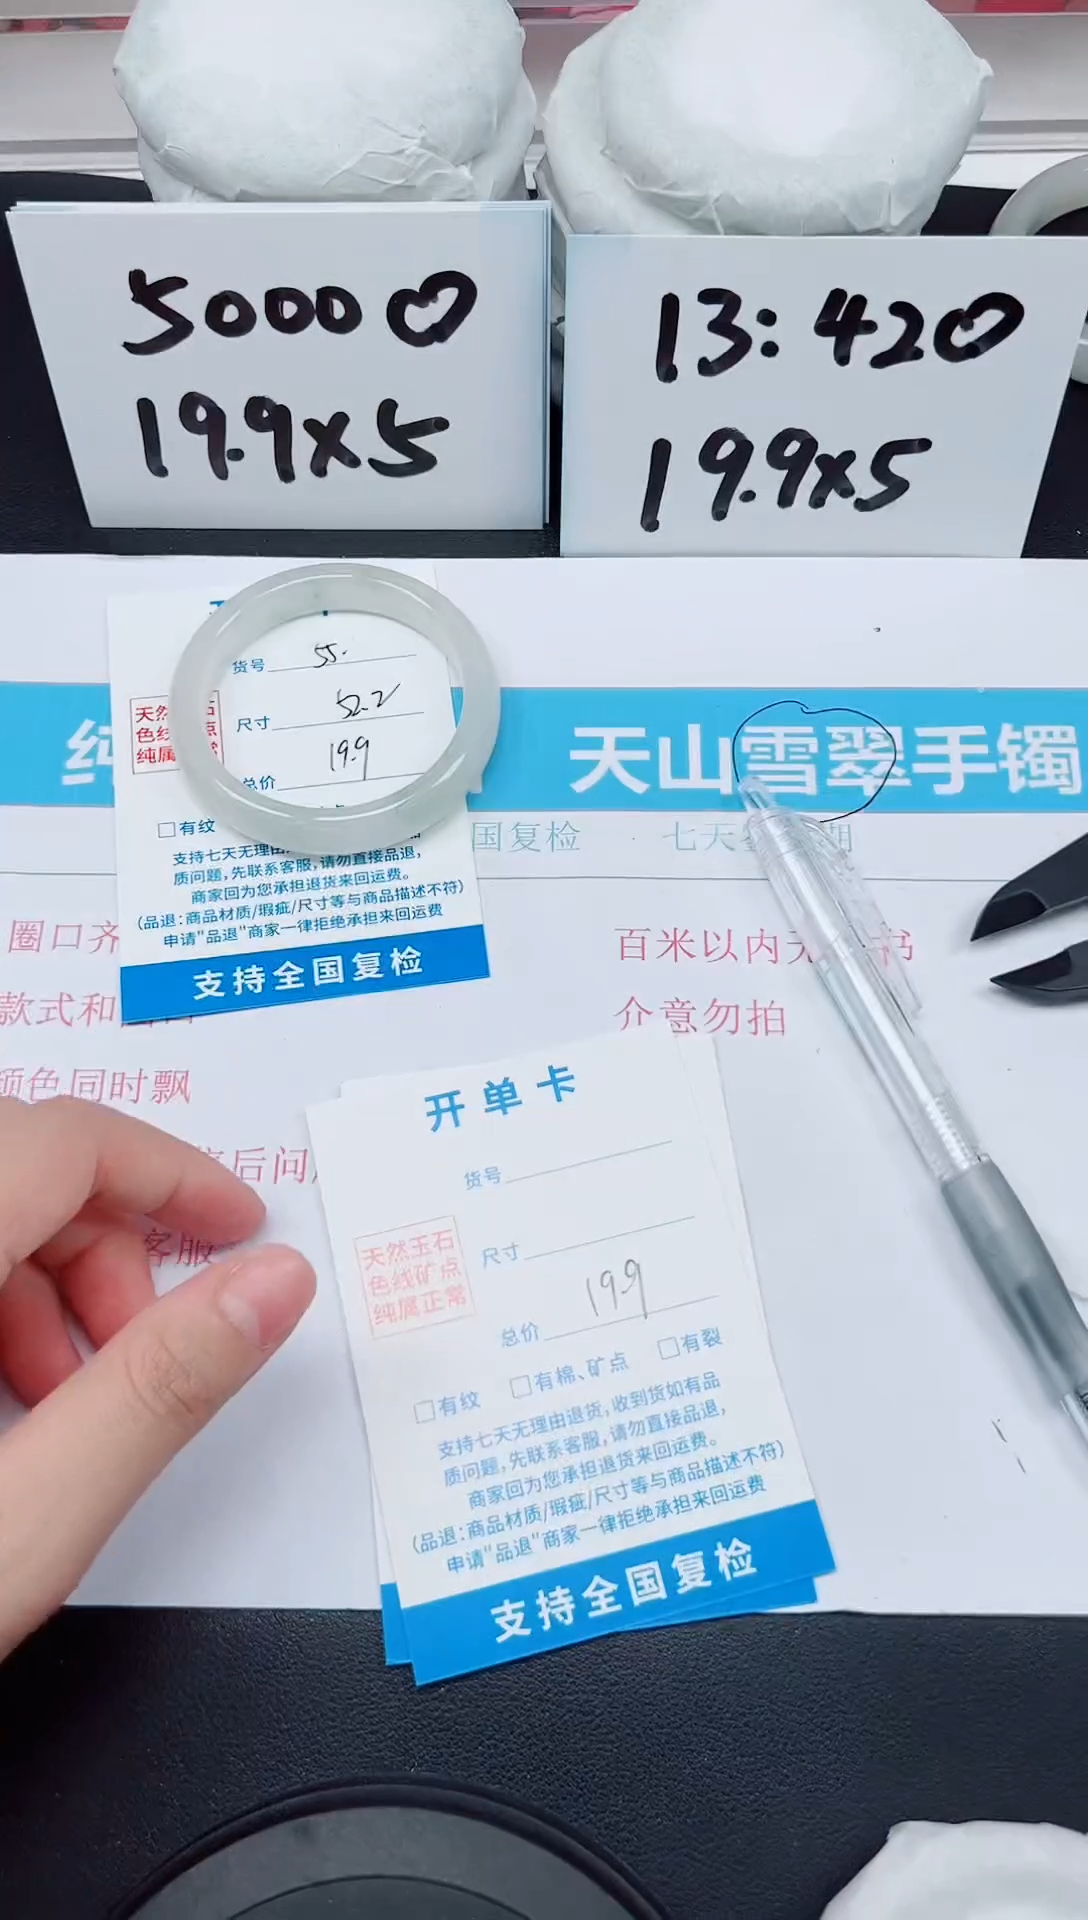 50000
19.9x5
13:420
19.9x5
货号 55.
尺寸 52.2
总价 19.9
天然
色线
纯属
点
□有纹
支持七天无理由
质问题,先联系客服,请勿直接品退,
商家回为您承担退货来回运费。
(品退:商品材质/瑕疵/尺寸等与商品描述不符)
申请"品退"商家一律拒绝承担来回运费
支持全国复检
纯
天山雪翠手镯
国复检
七天
期
圈口齐
款式和
颜色同时飘
后问
客服
百米以内无
书
介意勿拍
开单卡
货号
尺寸
总价 19.9
天然玉石
色线矿点
纯属正常
□有纹 □有棉、矿点 □有裂
支持七天无理由退货,收到货如有品
质问题,先联系客服,请勿直接品退,
商家回为您承担退货来回运费。
(品退:商品材质/瑕疵/尺寸等与商品描述不符)
申请"品退"商家一律拒绝承担来回运费
支持全国复检